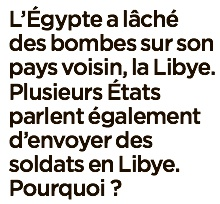 L’Égypte a lâché
des bombes sur son
pays voisin, la Libye.
Plusieurs États
parlent également
d’envoyer des
soldats en Libye.
Pourquoi ?